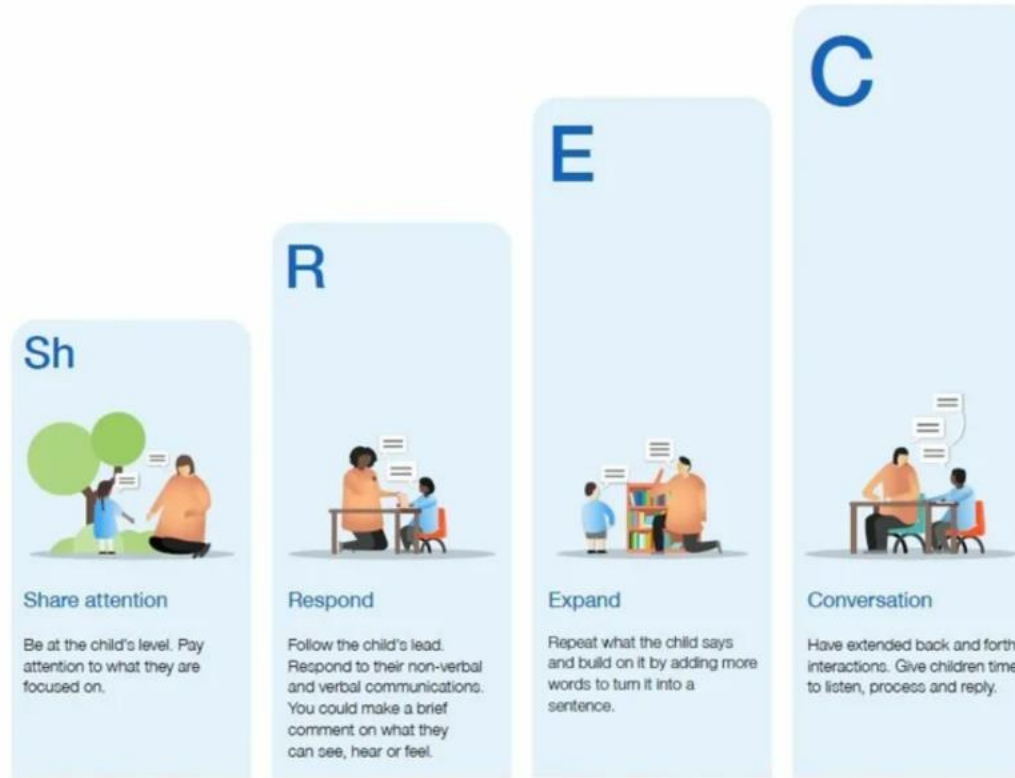 Sh
Share attention
Be at the child's level. Pay
attention to what they are
focused on.
R
Respond
Follow the child's lead.
Respond to their non-verbal
and verbal communications.
You could make a brief
comment on what they
can see, hear or feel.
E
Expand
Repeat what the child says
and build on it by adding more
words to turn it into a
sentence.
C
Conversation
Have extended back and forth
interactions. Give children time
to listen, process and reply.